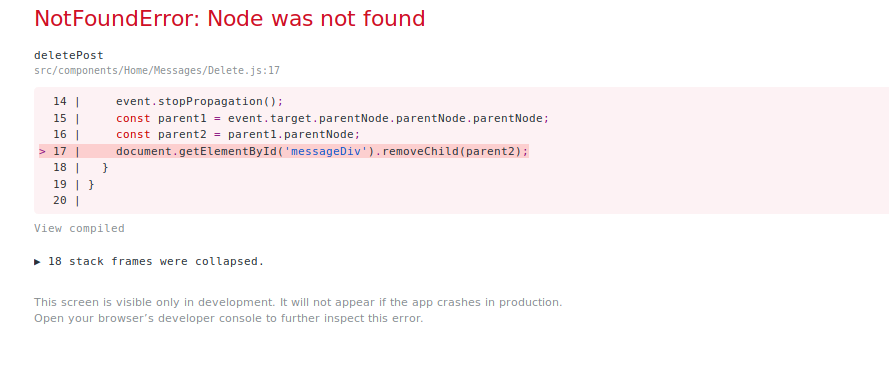 NotFoundError: Node was not found
deletePost
src/components/Home/Messages/Delete.js:17
14 |     event.stopPropagation();
15 |     const parent1 = event.target.parentNode.parentNode.parentNode;
16 |     const parent2 = parent1.parentNode;
> 17 |     document.getElementById('messageDiv').removeChild(parent2);
18 |   }
19 | }
20 |
View compiled
▶ 18 stack frames were collapsed.
This screen is visible only in development. It will not appear if the app crashes in production.
Open your browser’s developer console to further inspect this error.